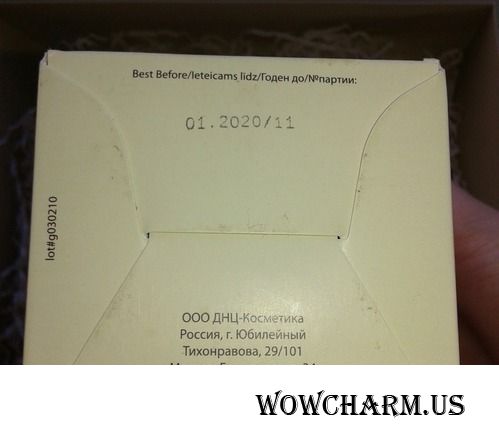 Best Before/leteicams lidz/Годен до/№партии:
01.2020/11
lot#g030210
ООО ДНЦ-Косметика
Россия, г. Юбилейный
Тихонравова, 29/101
WOWCHARM.US